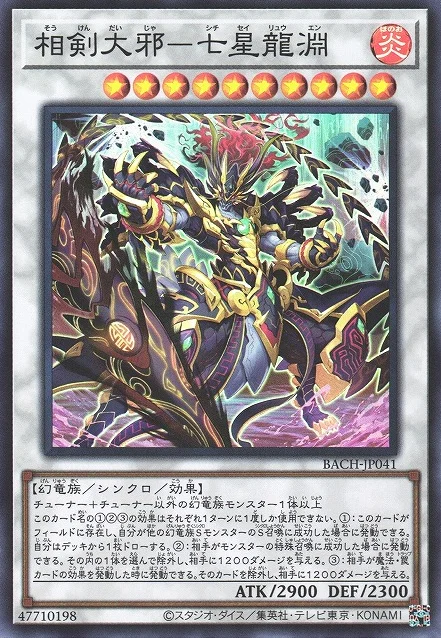 相剣大邪－七星龍淵
炎
BACH-JP041
【幻竜族／シンクロ／効果】
チューナー＋チューナー以外の幻竜族モンスター1体以上
このカード名の①②③の効果はそれぞれ1ターンに1度しか使用できない。①：このカードが
フィールドに存在し、自分が他の幻竜族SモンスターのS召喚に成功した場合に発動できる。
自分はデッキから1枚ドローする。②：相手がモンスターの特殊召喚に成功した場合に発動
できる。その内の1体を選んで除外し、相手に1200ダメージを与える。③：相手が魔法・罠
カードの効果を発動した時に発動できる。そのカードを除外し、相手に1200ダメージを与える。
ATK/2900 DEF/2300
47710198
©スタジオ・ダイス／集英社・テレビ東京・KONAMI